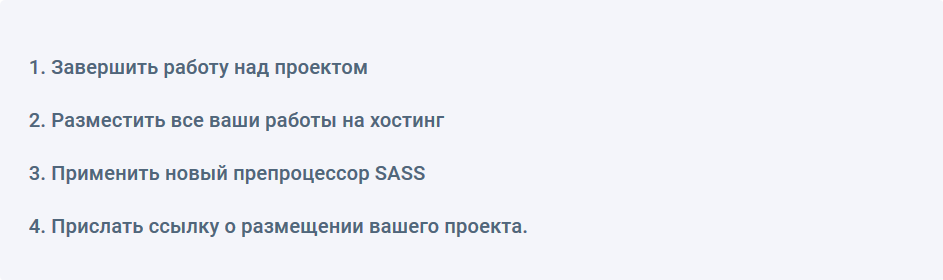 1. Завершить работу над проектом
2. Разместить все ваши работы на хостинг
3. Применить новый препроцессор SASS
4. Прислать ссылку о размещении вашего проекта.